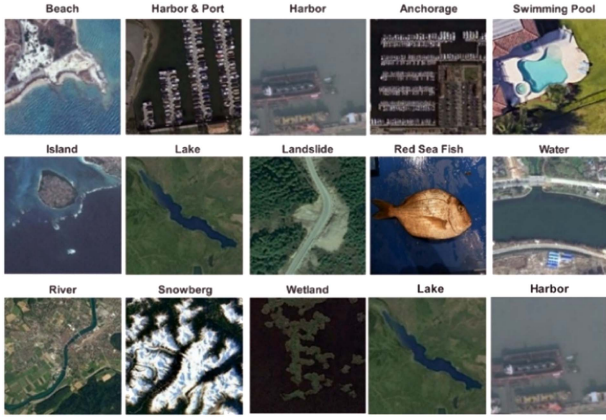 Beach
Harbor & Port
Harbor
Anchorage
Swimming Pool
Island
Lake
Landslide
Red Sea Fish
Water
River
Snowberg
Wetland
Lake
Harbor